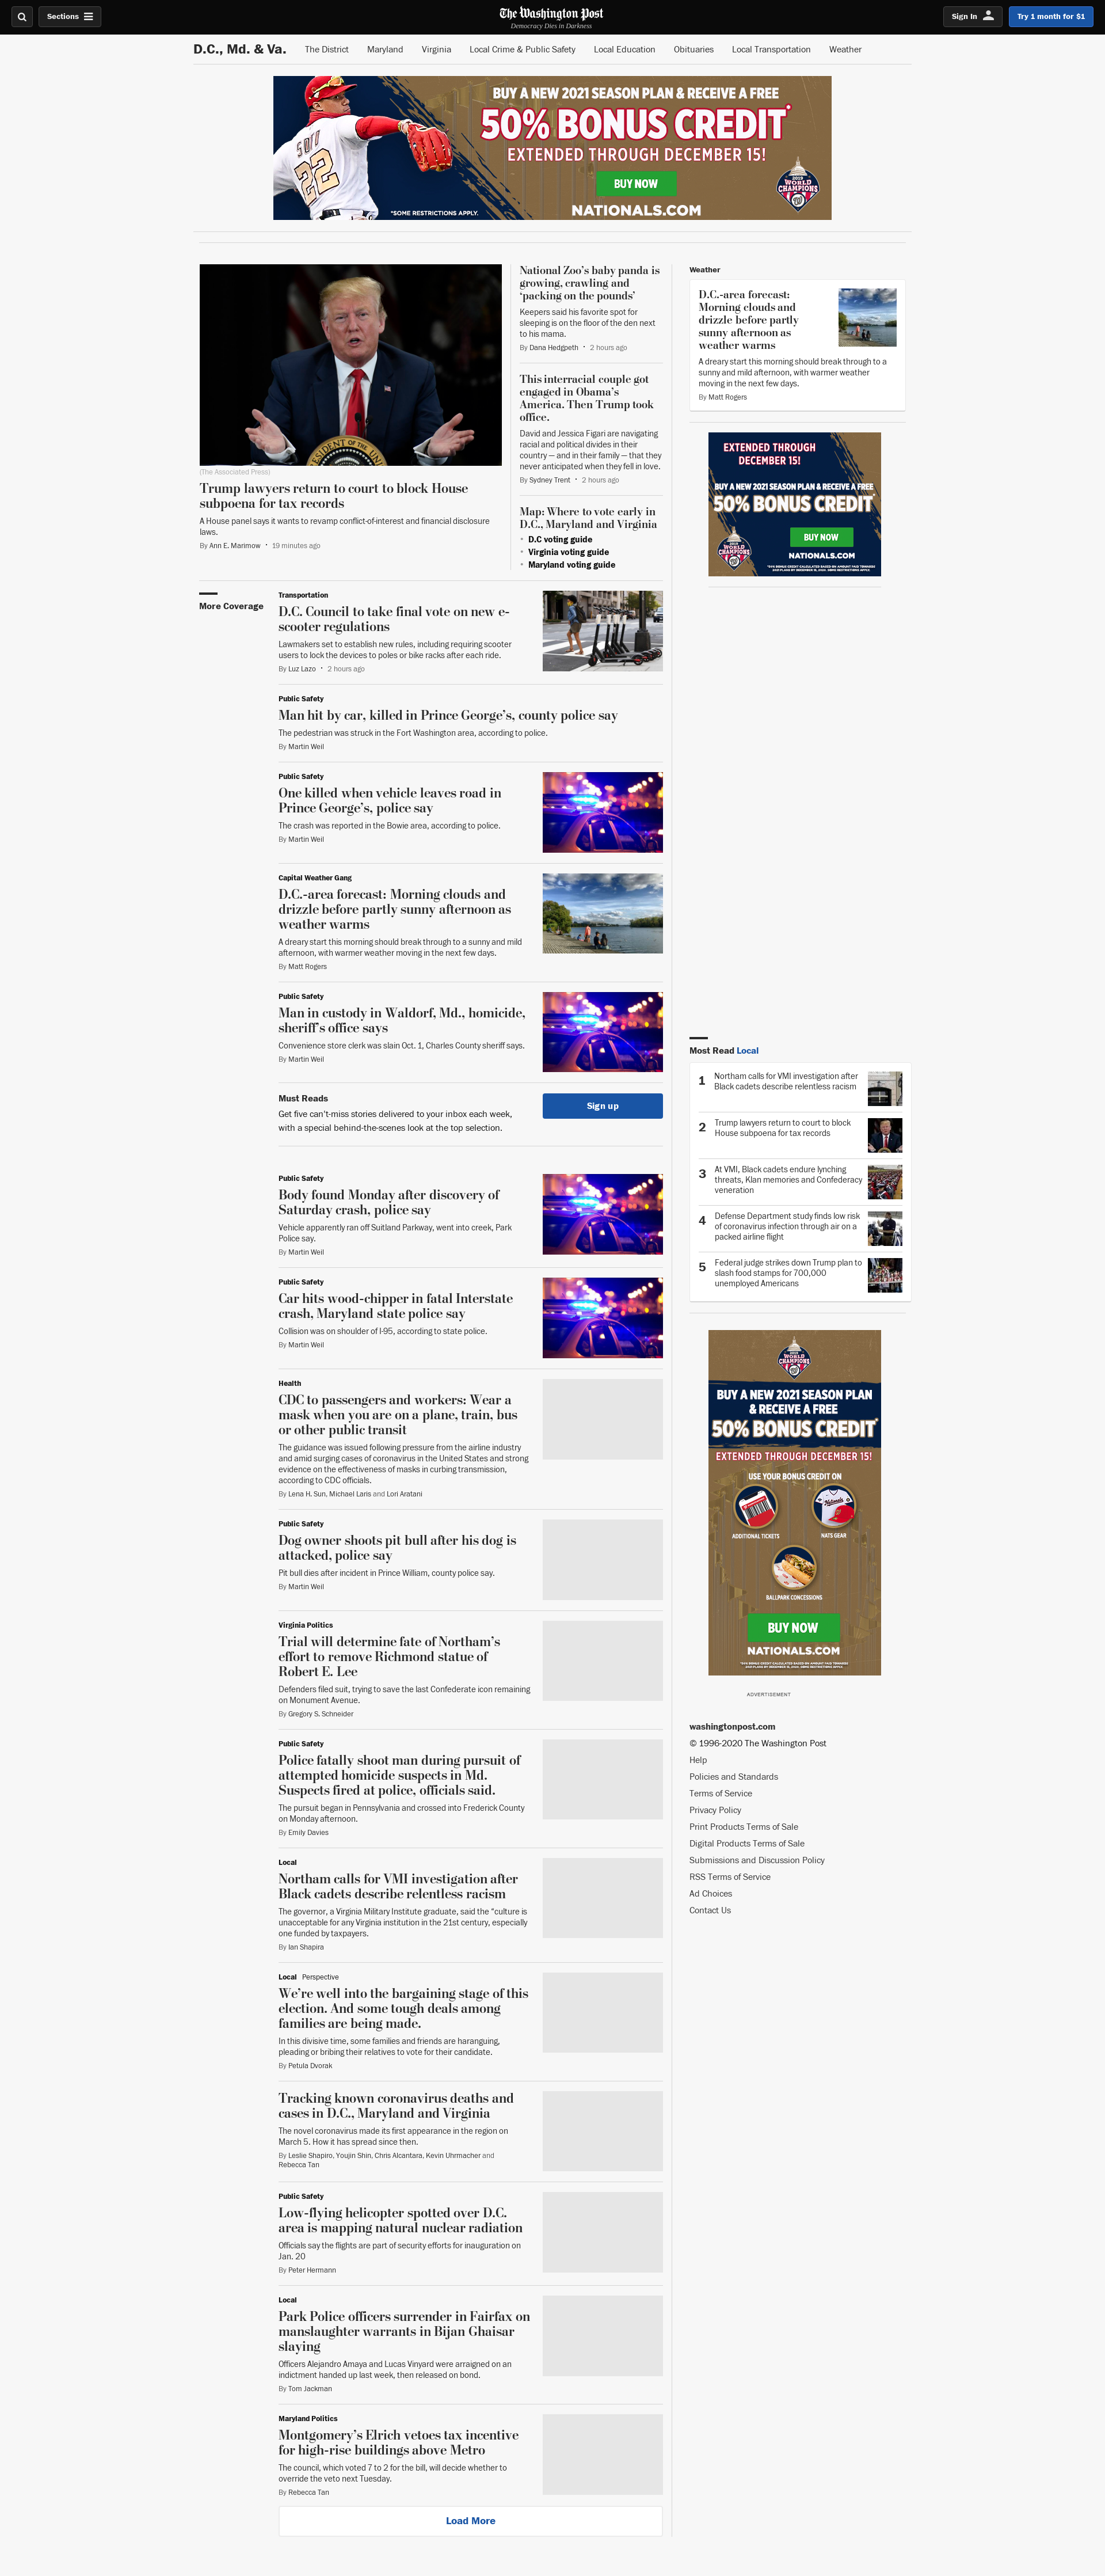 Sections
The Washington Post
Democracy Dies in Darkness
Sign In
Try 1 month for $1
D.C., Md. & Va.
The District
Maryland
Virginia
Local Crime & Public Safety
Local Education
Obituaries
Local Transportation
Weather
BUY A NEW 2021 SEASON PLAN & RECEIVE A FREE
50% BONUS CREDIT*
EXTENDED THROUGH DECEMBER 15!
BUY NOW
*SOME RESTRICTIONS APPLY.
NATIONALS.COM
2019
WORLD
CHAMPIONS
22
(The Associated Press)
Trump lawyers return to court to block House
subpoena for tax records
A House panel says it wants to revamp conflict-of-interest and financial disclosure
laws.
By Ann E. Marimow • 19 minutes ago
National Zoo’s baby panda is
growing, crawling and
‘packing on the pounds’
Keepers said his favorite spot for
sleeping is on the floor of the den next
to his mama.
By Dana Hedgpeth • 2 hours ago
This interracial couple got
engaged in Obama’s
America. Then Trump took
office.
David and Jessica Figari are navigating
racial and political divides in their
country — and in their family — that they
never anticipated when they fell in love.
By Sydney Trent • 2 hours ago
Map: Where to vote early in
D.C., Maryland and Virginia
• D.C voting guide
• Virginia voting guide
• Maryland voting guide
Weather
D.C.-area forecast:
Morning clouds and
drizzle before partly
sunny afternoon as
weather warms
A dreary start this morning should break through to a
sunny and mild afternoon, with warmer weather
moving in the next few days.
By Matt Rogers
EXTENDED THROUGH
DECEMBER 15!
BUY A NEW 2021 SEASON PLAN & RECEIVE A FREE
50% BONUS CREDIT*
BUY NOW
NATIONALS.COM
WORLD
CHAMPIONS
More Coverage
Transportation
D.C. Council to take final vote on new e-
scooter regulations
Lawmakers set to establish new rules, including requiring scooter
users to lock the devices to poles or bike racks after each ride.
By Luz Lazo • 2 hours ago
Public Safety
Man hit by car, killed in Prince George’s, county police say
The pedestrian was struck in the Fort Washington area, according to police.
By Martin Weil
Public Safety
One killed when vehicle leaves road in
Prince George’s, police say
The crash was reported in the Bowie area, according to police.
By Martin Weil
Capital Weather Gang
D.C.-area forecast: Morning clouds and
drizzle before partly sunny afternoon as
weather warms
A dreary start this morning should break through to a sunny and mild
afternoon, with warmer weather moving in the next few days.
By Matt Rogers
Public Safety
Man in custody in Waldorf, Md., homicide,
sheriff’s office says
Convenience store clerk was slain Oct. 1, Charles County sheriff says.
By Martin Weil
Must Reads
Get five can't-miss stories delivered to your inbox each week,
with a special behind-the-scenes look at the top selection.
Sign up
Public Safety
Body found Monday after discovery of
Saturday crash, police say
Vehicle apparently ran off Suitland Parkway, went into creek, Park
Police say.
By Martin Weil
Public Safety
Car hits wood-chipper in fatal Interstate
crash, Maryland state police say
Collision was on shoulder of I-95, according to state police.
By Martin Weil
Health
CDC to passengers and workers: Wear a
mask when you are on a plane, train, bus
or other public transit
The guidance was issued following pressure from the airline industry
and amid surging cases of coronavirus in the United States and strong
evidence on the effectiveness of masks in curbing transmission,
according to CDC officials.
By Lena H. Sun, Michael Laris and Lori Aratani
Public Safety
Dog owner shoots pit bull after his dog is
attacked, police say
Pit bull dies after incident in Prince William, county police say.
By Martin Weil
Virginia Politics
Trial will determine fate of Northam’s
effort to remove Richmond statue of
Robert E. Lee
Defenders filed suit, trying to save the last Confederate icon remaining
on Monument Avenue.
By Gregory S. Schneider
Public Safety
Police fatally shoot man during pursuit of
attempted homicide suspects in Md.
Suspects fired at police, officials said.
The pursuit began in Pennsylvania and crossed into Frederick County
on Monday afternoon.
By Emily Davies
Local
Northam calls for VMI investigation after
Black cadets describe relentless racism
The governor, a Virginia Military Institute graduate, said the “culture is
unacceptable for any Virginia institution in the 21st century, especially
one funded by taxpayers.
By Ian Shapira
Local Perspective
We’re well into the bargaining stage of this
election. And some tough deals among
families are being made.
In this divisive time, some families and friends are haranguing,
pleading or bribing their relatives to vote for their candidate.
By Petula Dvorak
Tracking known coronavirus deaths and
cases in D.C., Maryland and Virginia
The novel coronavirus made its first appearance in the region on
March 5. How it has spread since then.
By Leslie Shapiro, Youjin Shin, Chris Alcantara, Kevin Uhrmacher and
Rebecca Tan
Public Safety
Low-flying helicopter spotted over D.C.
area is mapping natural nuclear radiation
Officials say the flights are part of security efforts for inauguration on
Jan. 20
By Peter Hermann
Local
Park Police officers surrender in Fairfax on
manslaughter warrants in Bijan Ghaisar
slaying
Officers Alejandro Amaya and Lucas Vinyard were arraigned on an
indictment handed up last week, then released on bond.
By Tom Jackman
Maryland Politics
Montgomery’s Elrich vetoes tax incentive
for high-rise buildings above Metro
The council, which voted 7 to 2 for the bill, will decide whether to
override the veto next Tuesday.
By Rebecca Tan
Load More
Most Read Local
1 Northam calls for VMI investigation after
Black cadets describe relentless racism
2 Trump lawyers return to court to block
House subpoena for tax records
3 At VMI, Black cadets endure lynching
threats, Klan memories and Confederacy
veneration
4 Defense Department study finds low risk
of coronavirus infection through air on a
packed airline flight
5 Federal judge strikes down Trump plan to
slash food stamps for 700,000
unemployed Americans
WORLD
CHAMPIONS
BUY A NEW 2021 SEASON PLAN
& RECEIVE A FREE
50% BONUS CREDIT*
EXTENDED THROUGH DECEMBER 15!
USE YOUR BONUS CREDIT ON
ADDITIONAL TICKETS
NATS GEAR
BALLPARK CONCESSIONS
BUY NOW
NATIONALS.COM
ADVERTISEMENT
washingtonpost.com
© 1996-2020 The Washington Post
Help
Policies and Standards
Terms of Service
Privacy Policy
Print Products Terms of Sale
Digital Products Terms of Sale
Submissions and Discussion Policy
RSS Terms of Service
Ad Choices
Contact Us